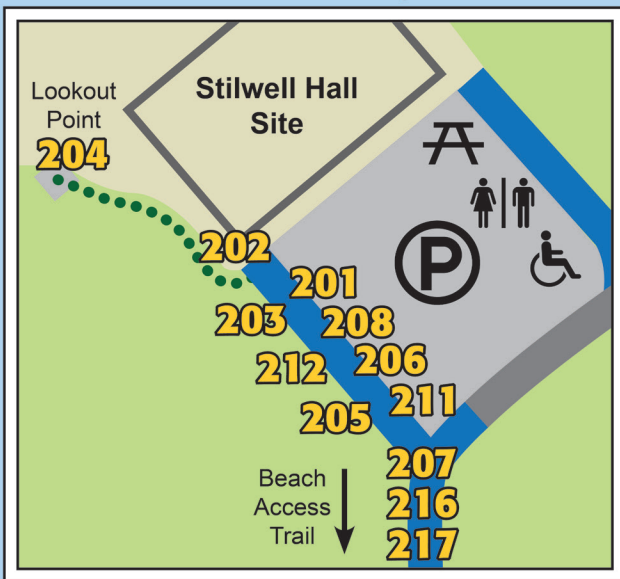 Stilwell Hall
Site
Lookout
Point
204
202
201
203
208
212
206
205
211
P
207
216
217
Beach
Access
Trail